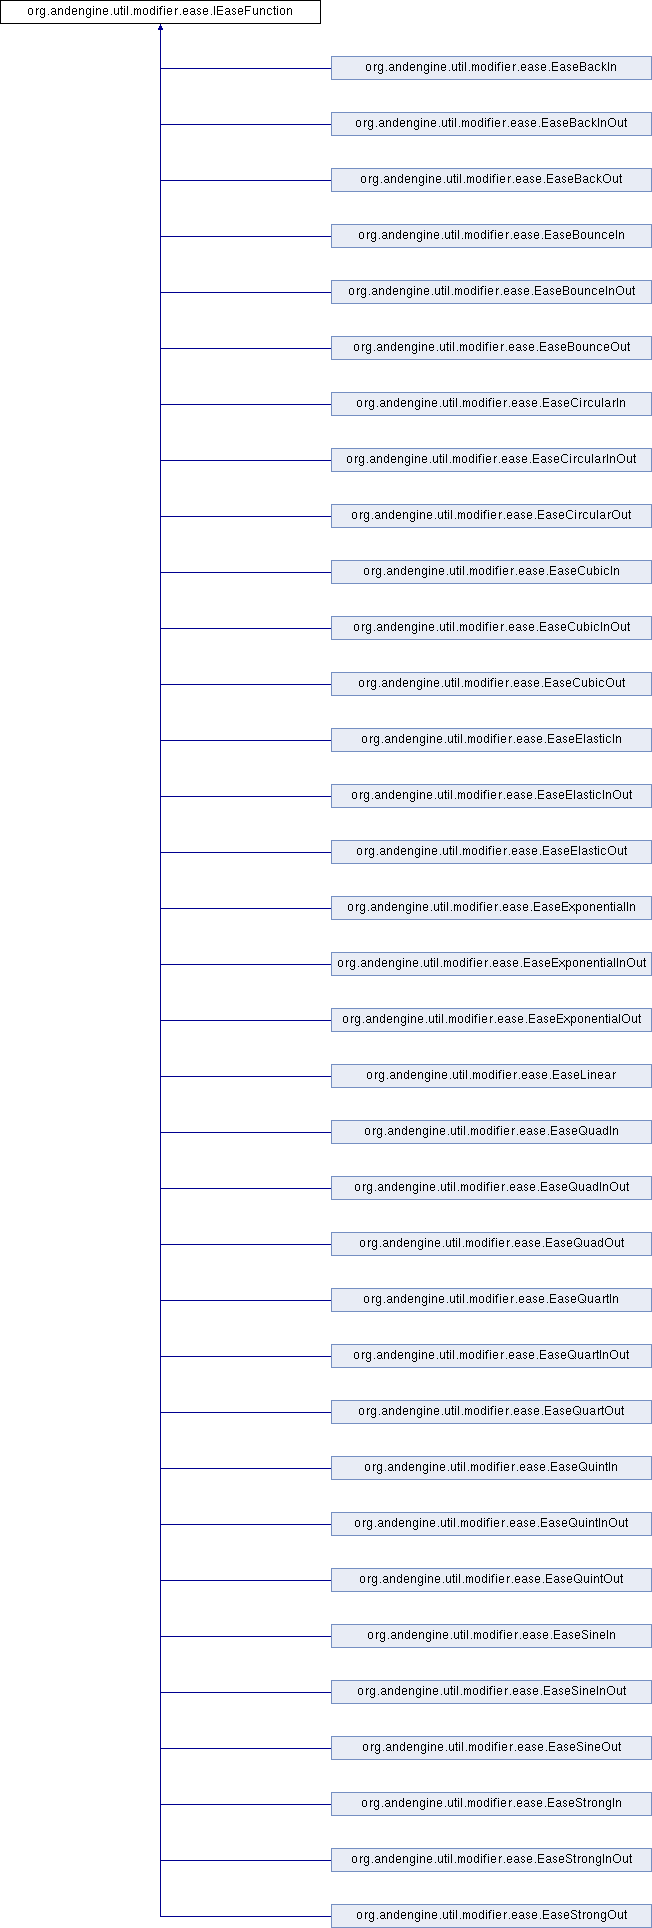 org.andengine.util.modifier.ease.IEaseFunction
org.andengine.util.modifier.ease.EaseBackIn
org.andengine.util.modifier.ease.EaseBackInOut
org.andengine.util.modifier.ease.EaseBackOut
org.andengine.util.modifier.ease.EaseBounceIn
org.andengine.util.modifier.ease.EaseBounceInOut
org.andengine.util.modifier.ease.EaseBounceOut
org.andengine.util.modifier.ease.EaseCircularIn
org.andengine.util.modifier.ease.EaseCircularInOut
org.andengine.util.modifier.ease.EaseCircularOut
org.andengine.util.modifier.ease.EaseCubicIn
org.andengine.util.modifier.ease.EaseCubicInOut
org.andengine.util.modifier.ease.EaseCubicOut
org.andengine.util.modifier.ease.EaseElasticIn
org.andengine.util.modifier.ease.EaseElasticInOut
org.andengine.util.modifier.ease.EaseElasticOut
org.andengine.util.modifier.ease.EaseExponentialIn
org.andengine.util.modifier.ease.EaseExponentialInOut
org.andengine.util.modifier.ease.EaseExponentialOut
org.andengine.util.modifier.ease.EaseLinear
org.andengine.util.modifier.ease.EaseQuadIn
org.andengine.util.modifier.ease.EaseQuadInOut
org.andengine.util.modifier.ease.EaseQuadOut
org.andengine.util.modifier.ease.EaseQuartIn
org.andengine.util.modifier.ease.EaseQuartInOut
org.andengine.util.modifier.ease.EaseQuartOut
org.andengine.util.modifier.ease.EaseQuintIn
org.andengine.util.modifier.ease.EaseQuintInOut
org.andengine.util.modifier.ease.EaseQuintOut
org.andengine.util.modifier.ease.EaseSineIn
org.andengine.util.modifier.ease.EaseSineInOut
org.andengine.util.modifier.ease.EaseSineOut
org.andengine.util.modifier.ease.EaseStrongIn
org.andengine.util.modifier.ease.EaseStrongInOut
org.andengine.util.modifier.ease.EaseStrongOut